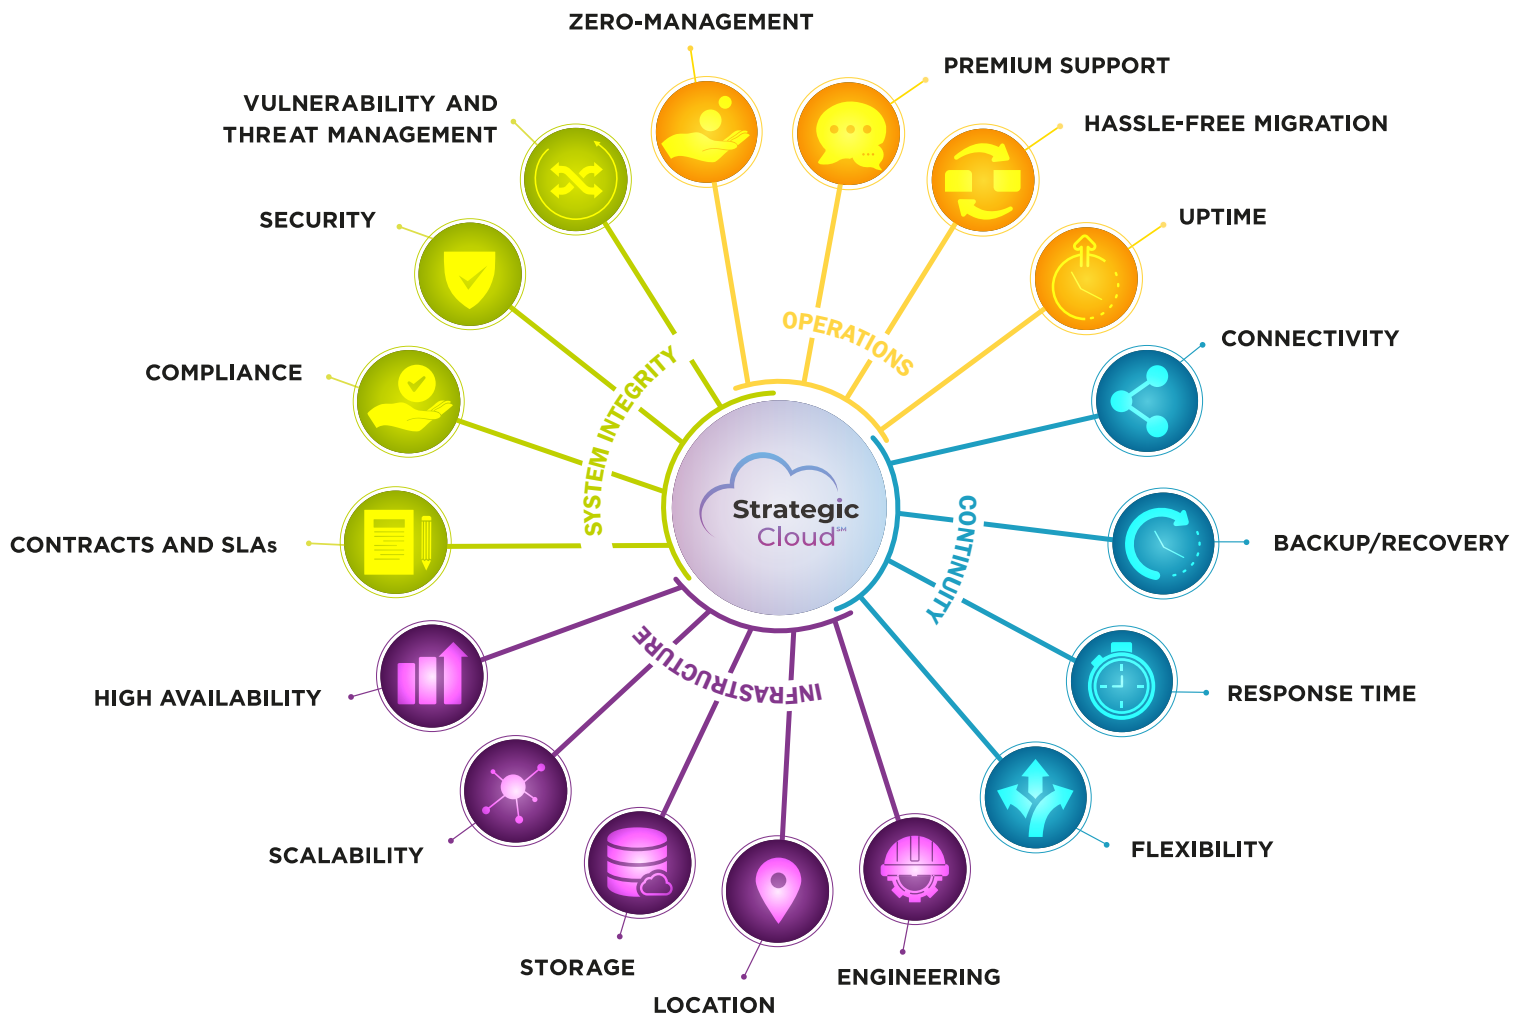 ZERO-MANAGEMENT
PREMIUM SUPPORT
VULNERABILITY AND
THREAT MANAGEMENT
HASSLE-FREE MIGRATION
SECURITY
UPTIME
OPERATIONS
CONNECTIVITY
COMPLIANCE
SYSTEM INTEGRITY
Strategic
Cloud℠
CONTINUITY
CONTRACTS AND SLAs
BACKUP/RECOVERY
INFRASTRUCTURE
HIGH AVAILABILITY
RESPONSE TIME
SCALABILITY
FLEXIBILITY
STORAGE
ENGINEERING
LOCATION